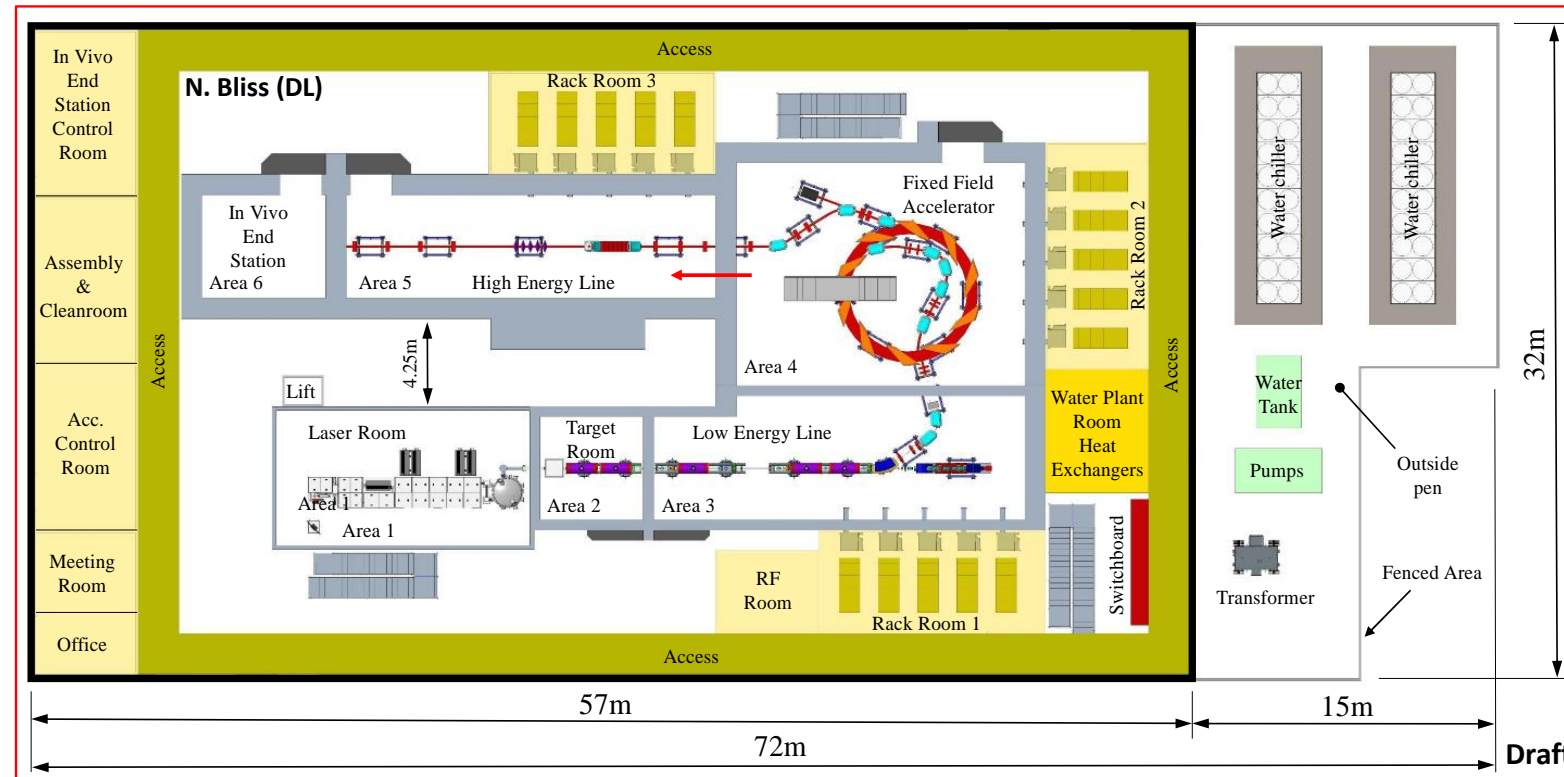 In Vivo
End
Station
Control
Room
Assembly
&
Cleanroom
Acc.
Control
Room
Meeting
Room
Office
Access
Access
Access
Access
N. Bliss (DL)
Rack Room 3
Fixed Field
Accelerator
In Vivo
End
Station
Area 6
Area 5
High Energy Line
Rack Room 2
Area 4
4.25m
Lift
Laser Room
Area 1
Area 1
Target
Room
Area 2
Low Energy Line
Area 3
Water Plant
Room
Heat
Exchangers
RF
Room
Rack Room 1
Switchboard
Water chiller
Water chiller
Water
Tank
Pumps
Outside
pen
Transformer
Fenced Area
32m
57m
15m
72m
Draft